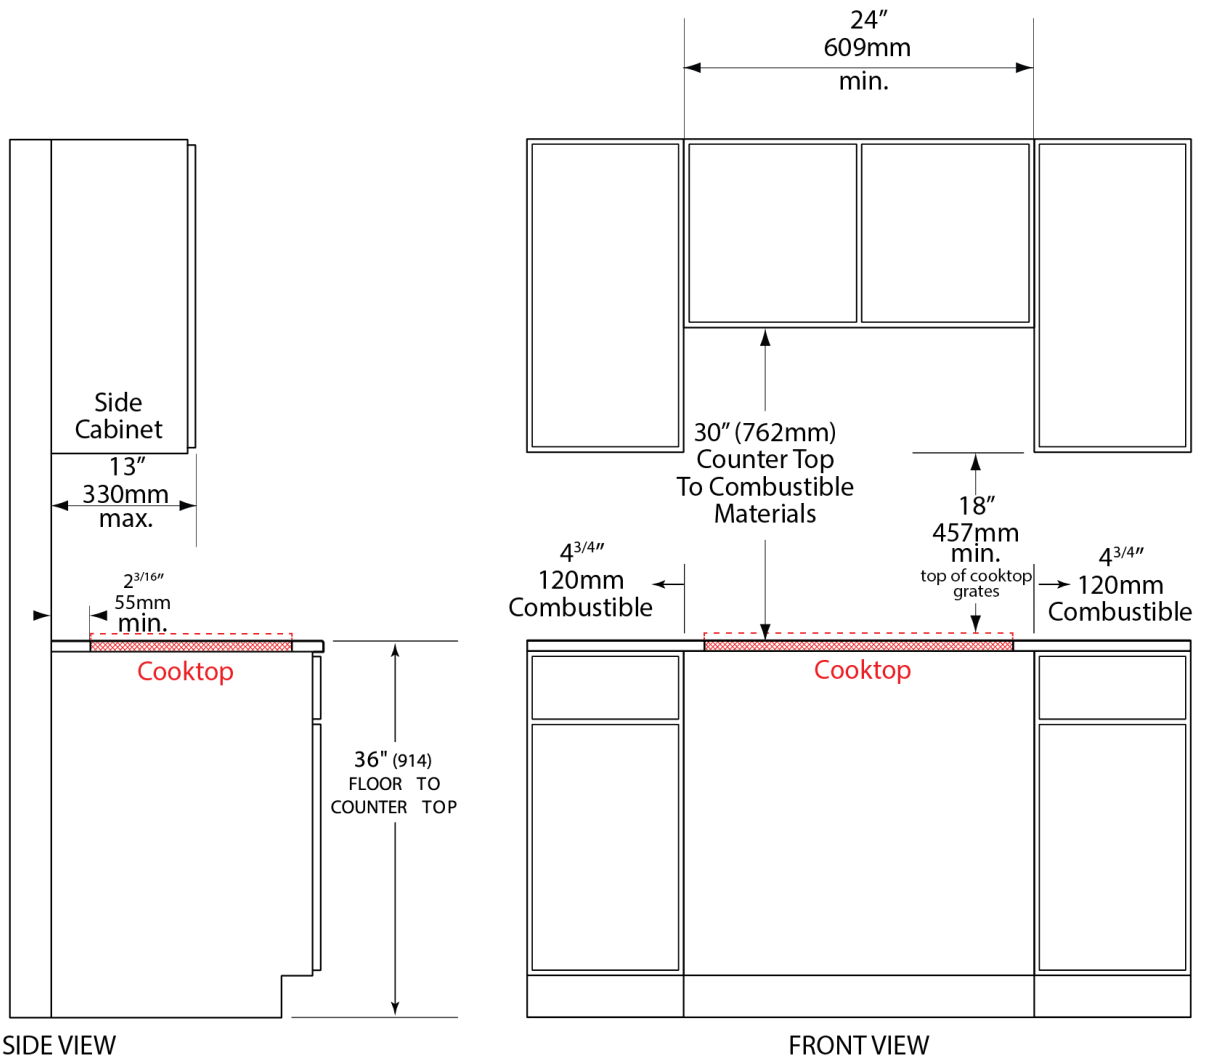 24”
609mm
min.
Side
Cabinet
13”
330mm
max.
2 3/16”
55mm
min.
Cooktop
36" (914)
FLOOR TO
COUNTER TOP
SIDE VIEW
30” (762mm)
Counter Top
To Combustible
Materials
18”
457mm
min.
top of cooktop
grates
4 3/4”
120mm
Combustible
4 3/4”
120mm
Combustible
Cooktop
FRONT VIEW